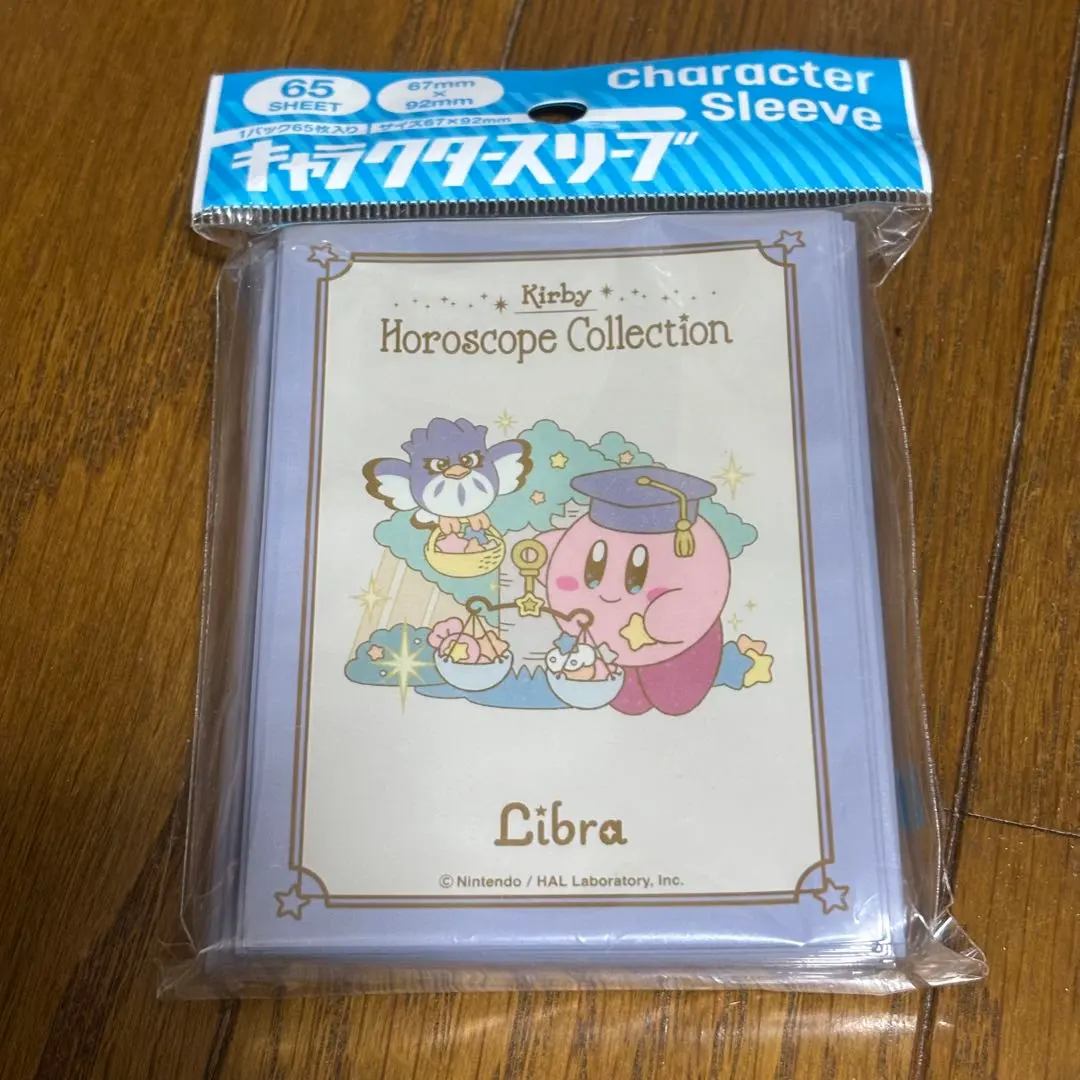 65
SHEET
67mm
×
92mm
Character
Sleeve
1パック65枚入り サイズ67×92mm
キャラクタースリーブ
Kirby
Horoscope Collection
Libra
©Nintendo / HAL Laboratory, Inc.